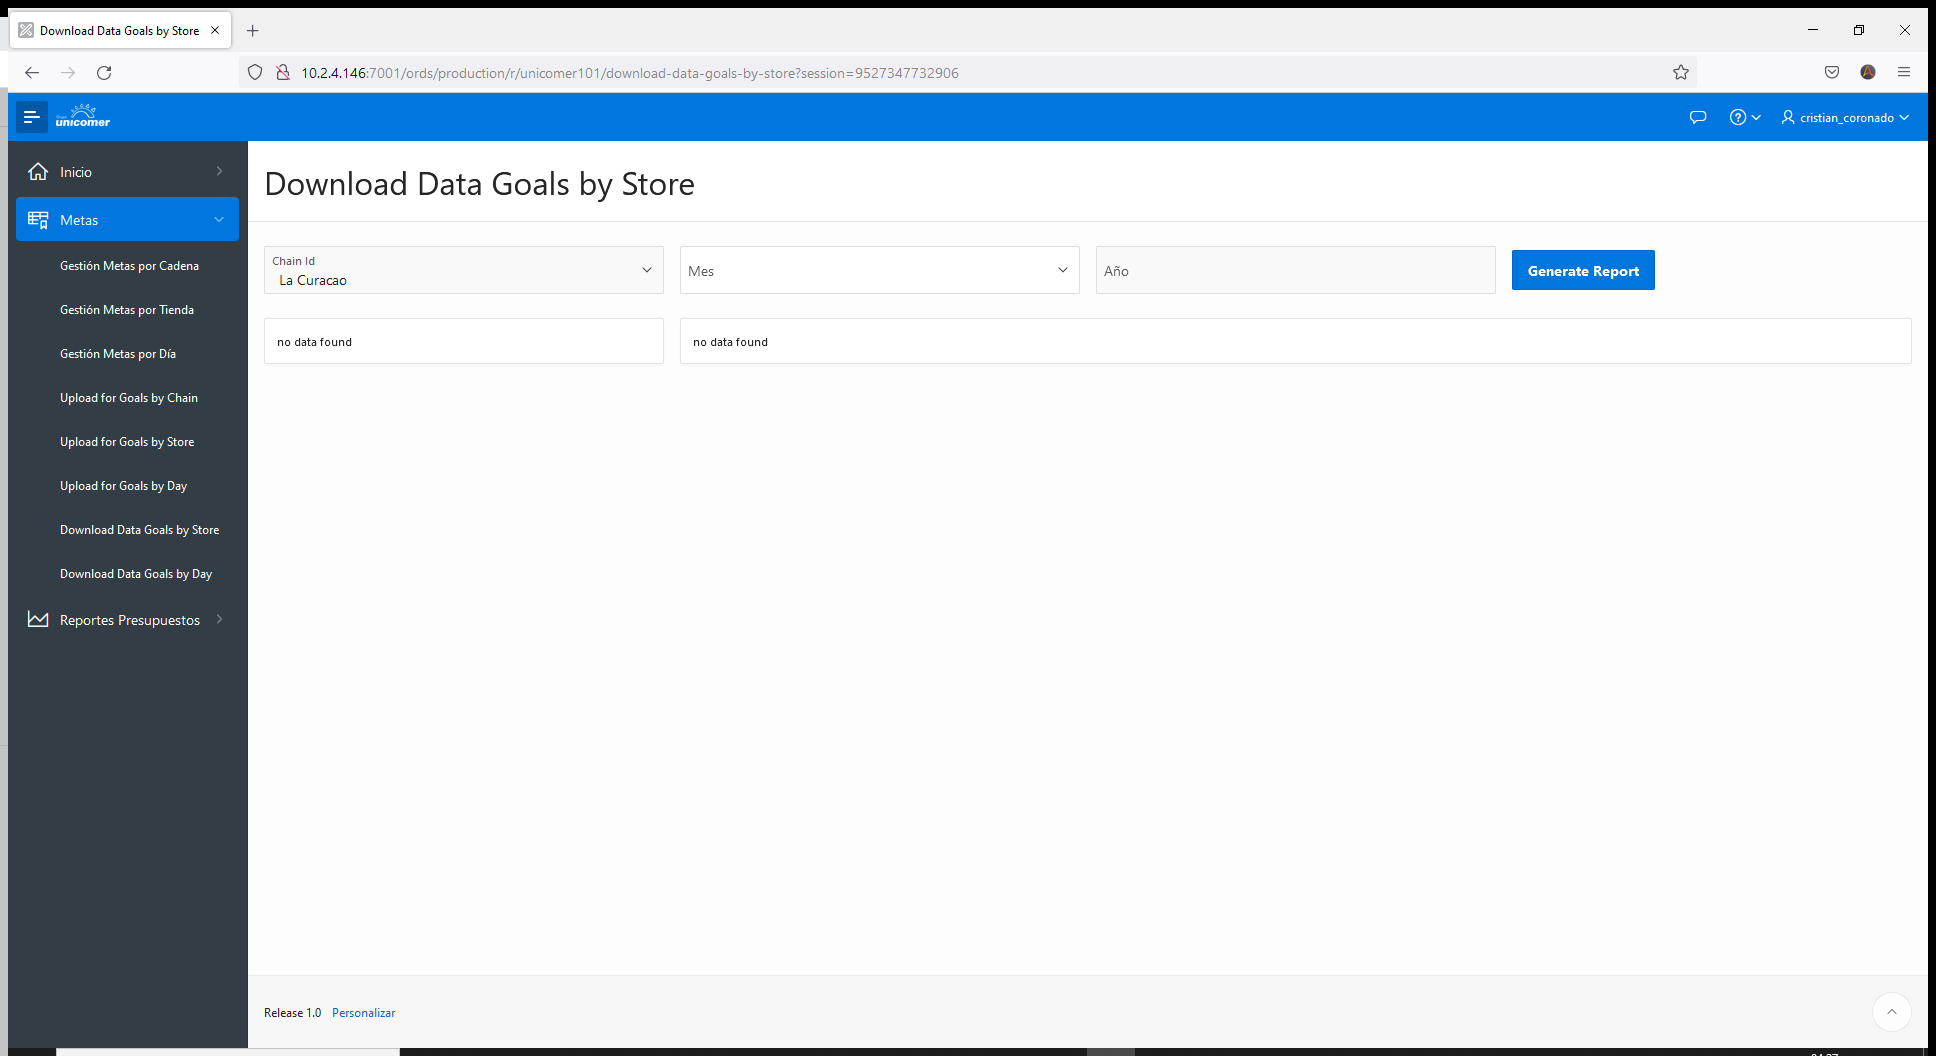 Download Data Goals by Store
10.2.4.146:7001/ords/production/r/unicomer101/download-data-goals-by-store?session=9527347732906
unicomer
cristian_coronado
Inicio
Metas
Gestión Metas por Cadena
Gestión Metas por Tienda
Gestión Metas por Día
Upload for Goals by Chain
Upload for Goals by Store
Upload for Goals by Day
Download Data Goals by Store
Download Data Goals by Day
Reportes Presupuestos
Download Data Goals by Store
Chain Id
La Curacao
Mes
Año
Generate Report
no data found
no data found
Release 1.0 Personalizar